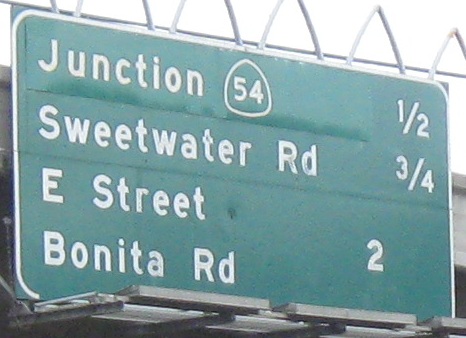 Junction 54 1/2
Sweetwater Rd 3/4
E Street
Bonita Rd 2